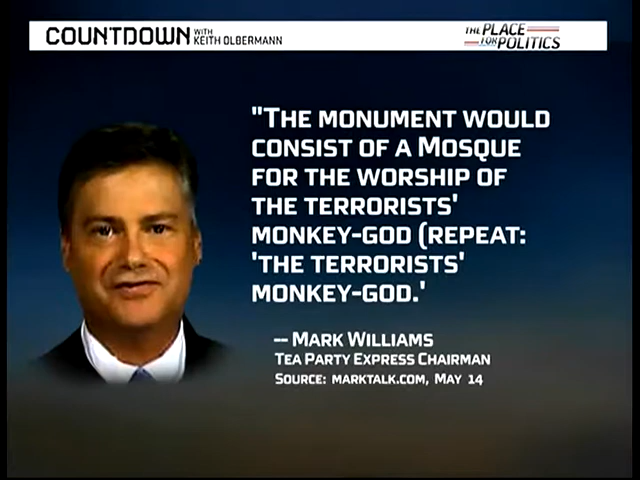 COUNTDOWN WITH KEITH OLBERMANN
THE PLACE FOR POLITICS
"THE MONUMENT WOULD
CONSIST OF A MOSQUE
FOR THE WORSHIP OF
THE TERRORISTS'
MONKEY-GOD (REPEAT:
'THE TERRORISTS'
MONKEY-GOD.'
-- MARK WILLIAMS
TEA PARTY EXPRESS CHAIRMAN
SOURCE: MARKTALK.COM, MAY 14